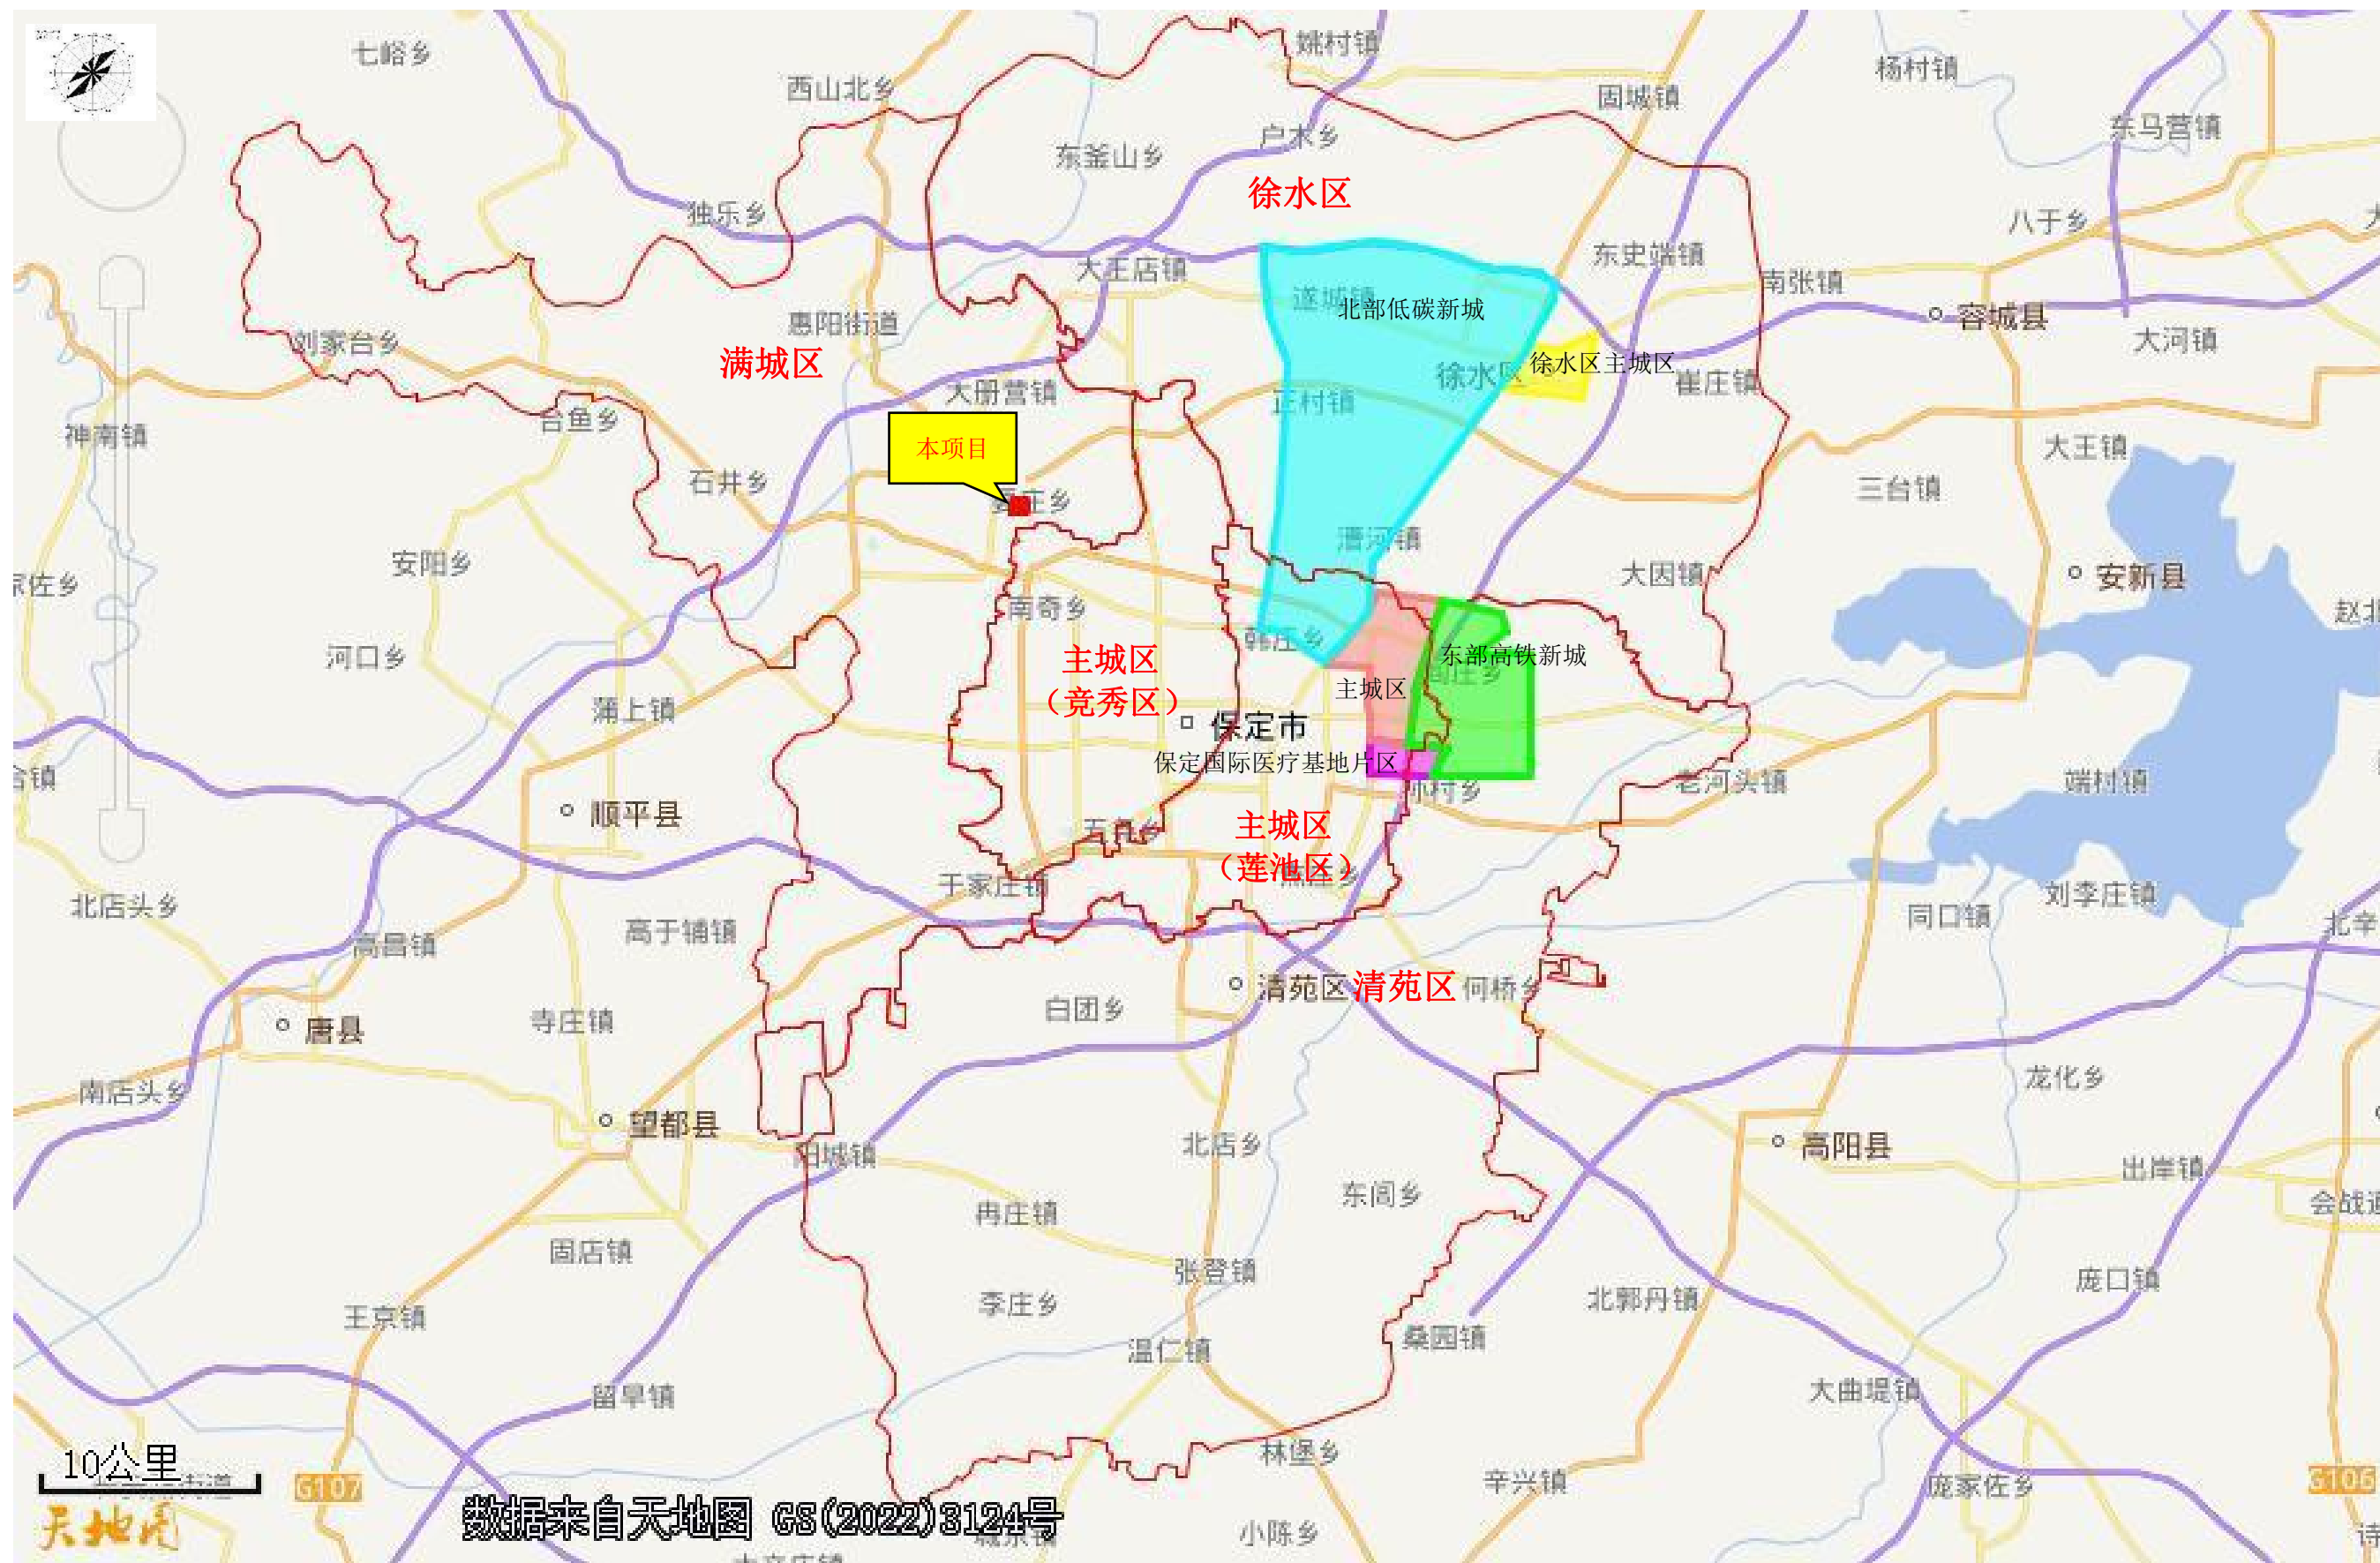 七峪乡
姚村镇
杨村镇
西山北乡
固城镇
户木乡
东马营镇
东釜山乡
徐水区
独乐乡
八于乡
东史端镇
大王店镇
南张镇
遂城镇
北部低碳新城
惠阳街道
容城县
刘家台乡
大河镇
满城区
徐水区主城区
徐水区
崔庄镇
大册营镇
正村镇
台鱼乡
神南镇
本项目
大王镇
石井乡
三台镇
庄乡
漕河镇
安阳乡
大因镇
安新县
家佐乡
南奇乡
赵北
韩庄乡
河口乡
主城区
（竞秀区）
东部高铁新城
主城区
蒲上镇
保定市
保定国际医疗基地片区
老河头镇
端村镇
村乡
顺平县
主城区
（莲池区）
于家庄镇
刘李庄镇
北店头乡
同口镇
北辛
高于铺镇
高昌镇
清苑区
清苑区
何桥乡
白团乡
寺庄镇
唐县
龙化乡
南店头乡
望都县
北店乡
高阳县
阳城镇
出岸镇
东闾乡
会战道
冉庄镇
固店镇
张登镇
庞口镇
李庄乡
北郭丹镇
王京镇
桑园镇
温仁镇
大曲堤镇
留早镇
林堡乡
10公里
辛兴镇
庞家佐乡
G107
G106
天地图
数据来自天地图 GS(2022)3124号
小陈乡